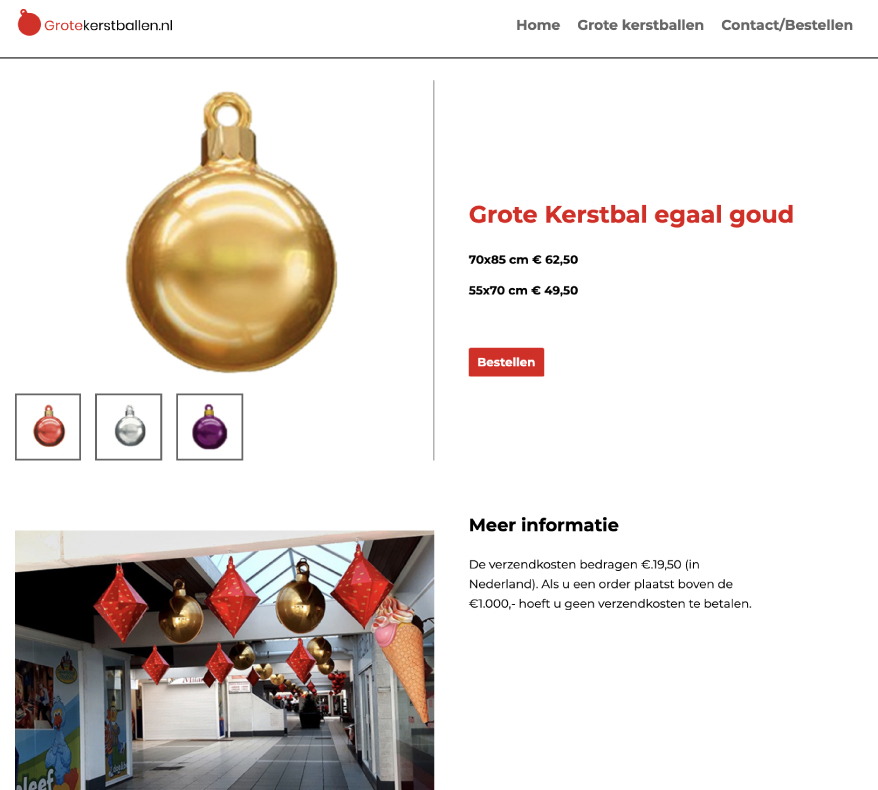 Grotekerstballen.nl
Home Grote kerstballen Contact/Bestellen
Grote Kerstbal egaal goud
70x85 cm € 62,50
55x70 cm € 49,50
Bestellen
Meer informatie
De verzendkosten bedragen €.19,50 (in
Nederland). Als u een order plaatst boven de
€1.000,- hoeft u geen verzendkosten te betalen.